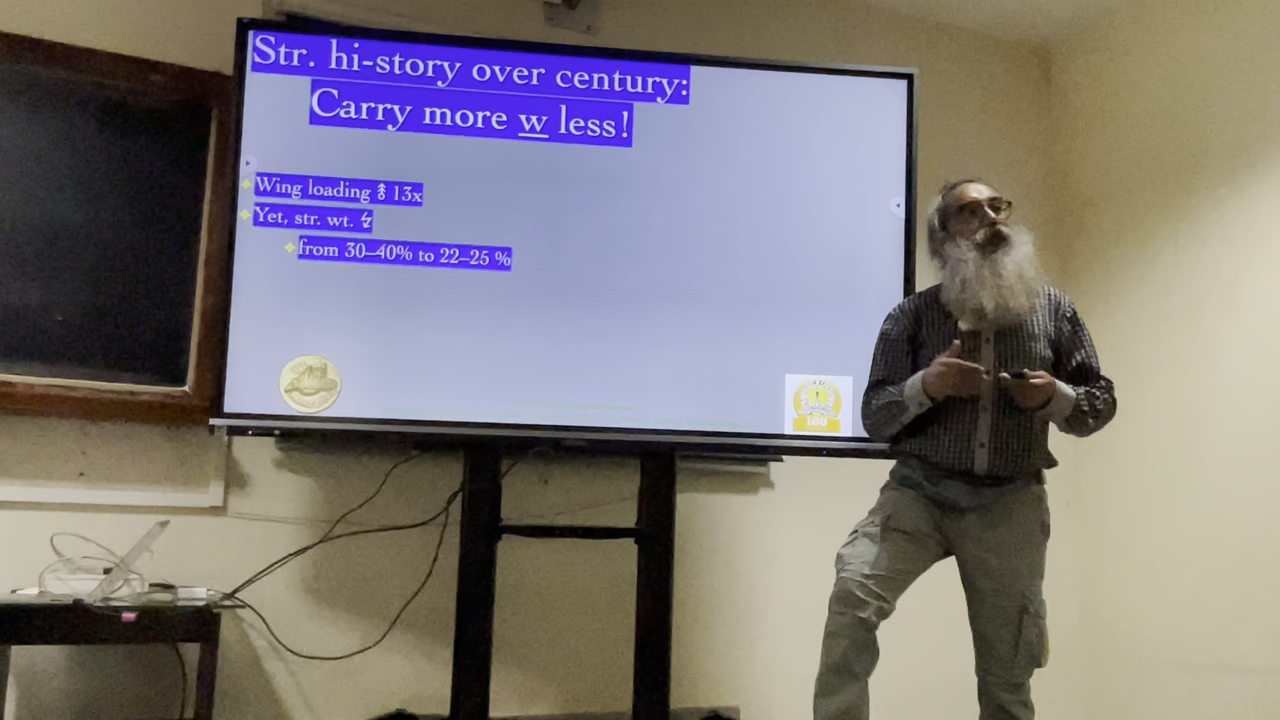 Str. hi-story over century:
Carry more w less!
Wing loading ⇞ 13x
Yet, str. wt. ↯
from 30–40% to 22–25 %
100